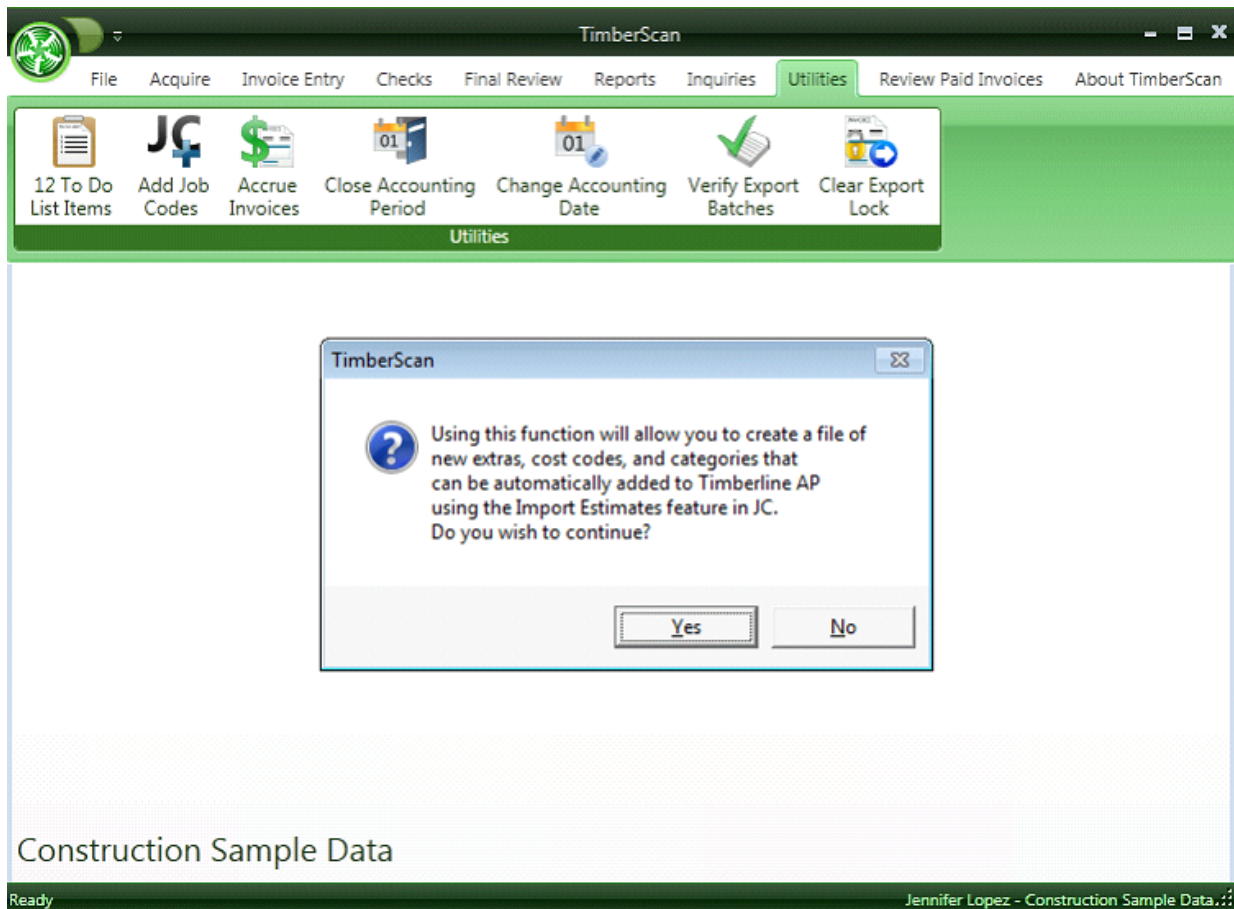 TimberScan
File Acquire Invoice Entry Checks Final Review Reports Inquiries Utilities Review Paid Invoices About TimberScan
01 01
12 To Do Add Job Accrue Close Accounting Change Accounting Verify Export Clear Export
List Items Codes Invoices Period Date Batches Lock
Utilities
TimberScan
Using this function will allow you to create a file of
new extras, cost codes, and categories that
can be automatically added to Timberline AP
using the Import Estimates feature in JC.
Do you wish to continue?
Yes No
Construction Sample Data
Ready Jennifer Lopez - Construction Sample Data